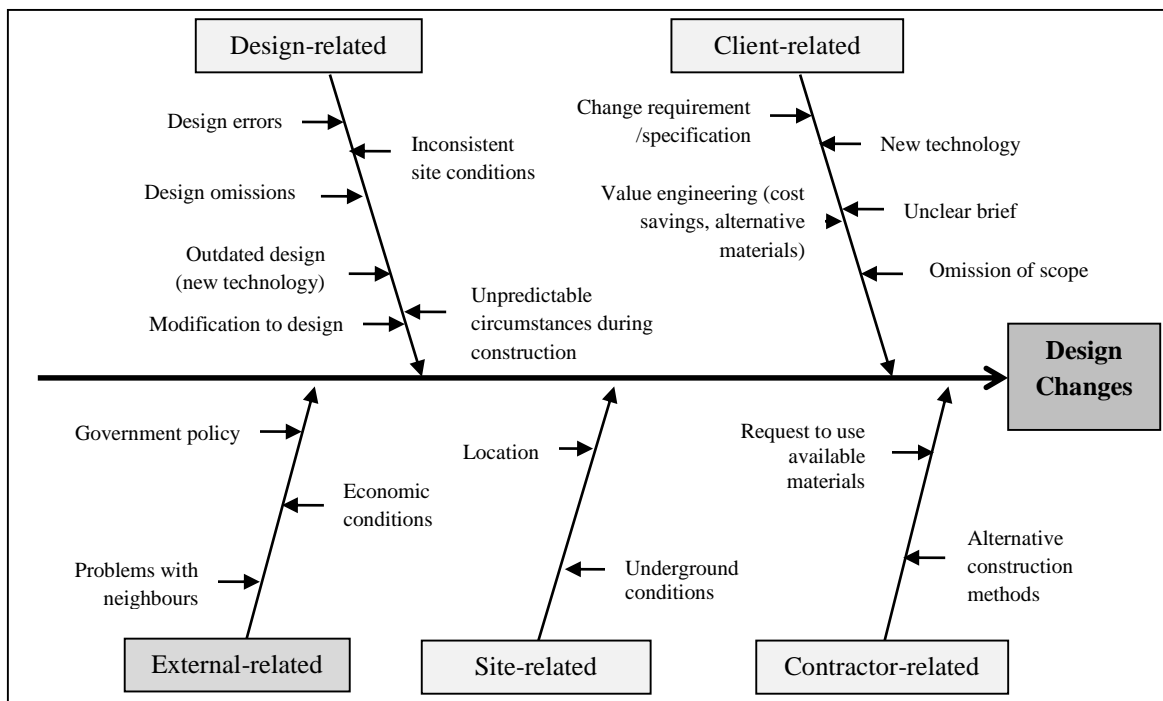 Design-related
Client-related
Design errors
Inconsistent
site conditions
Design omissions
Outdated design
(new technology)
Modification to design
Unpredictable
circumstances during
construction
Change requirement
/specification
New technology
Value engineering (cost
savings, alternative
materials)
Unclear brief
Omission of scope
Design
Changes
Government policy
Economic
conditions
Problems with
neighbours
Location
Underground
conditions
Request to use
available
materials
Alternative
construction
methods
External-related
Site-related
Contractor-related